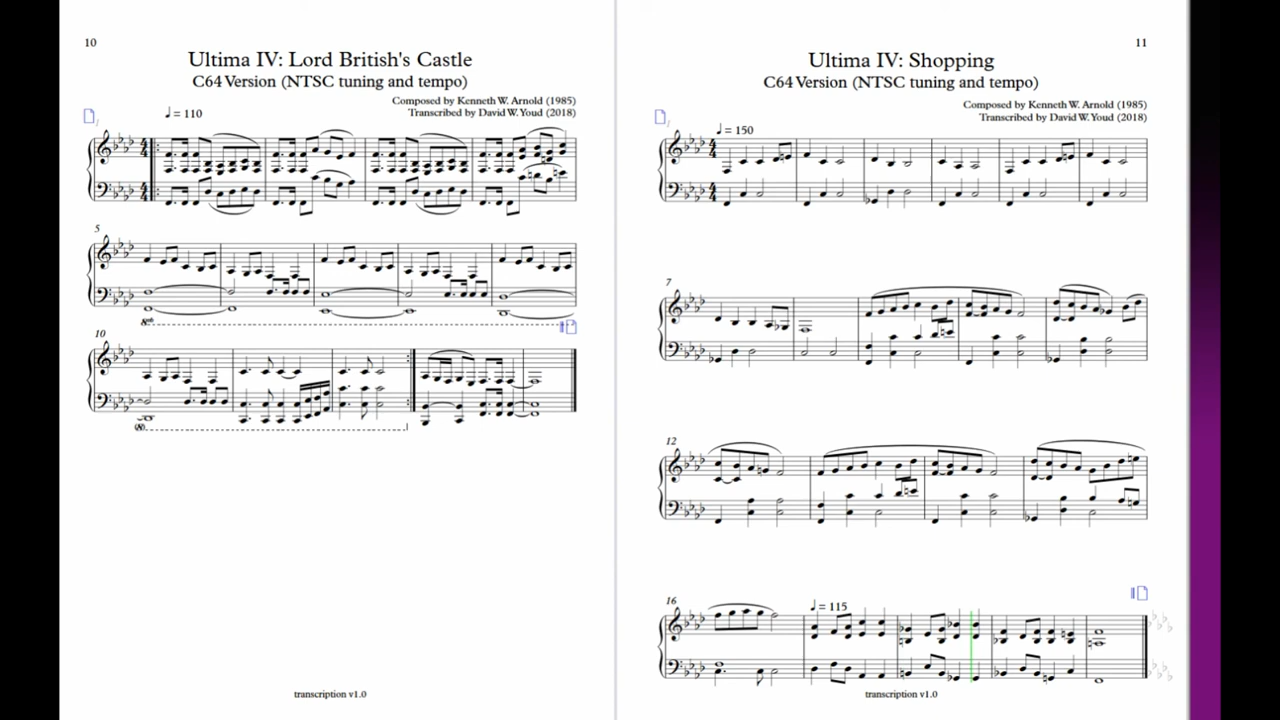 10
Ultima IV: Lord British's Castle
C64 Version (NTSC tuning and tempo)
Composed by Kenneth W. Arnold (1985)
Transcribed by David W. Youd (2018)
♩ = 110
5
8vb
10
8vb
transcription v1.0
11
Ultima IV: Shopping
C64 Version (NTSC tuning and tempo)
Composed by Kenneth W. Arnold (1985)
Transcribed by David W. Youd (2018)
♩ = 150
7
12
16
♩ = 115
transcription v1.0